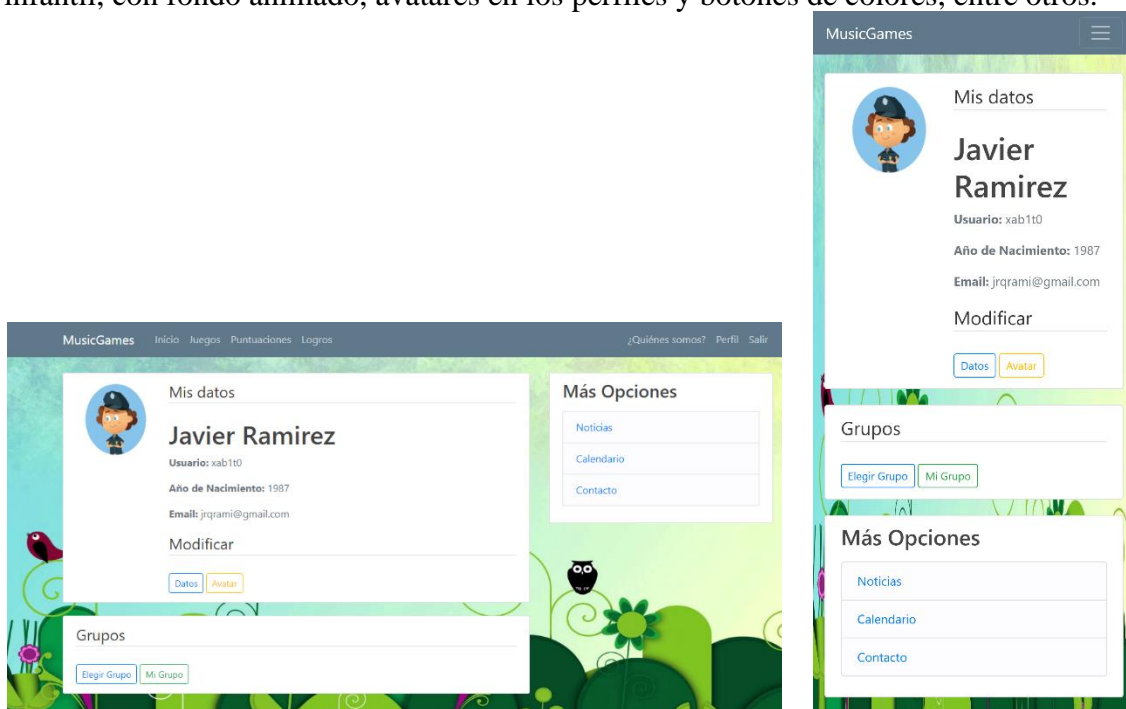 infantil, con fondo animado, avatares en los perfiles y botones de colores, entre otros.
MusicGames Inicio Juegos Puntuaciones Logros ¿Quiénes somos? Perfil Salir
Mis datos
Javier Ramirez
Usuario: xab1t0
Año de Nacimiento: 1987
Email: jrqrami@gmail.com
Modificar
Datos Avatar
Grupos
Elegir Grupo Mi Grupo
Más Opciones
Noticias
Calendario
Contacto
MusicGames
Mis datos
Javier
Ramirez
Usuario: xab1t0
Año de Nacimiento: 1987
Email: jrqrami@gmail.com
Modificar
Datos Avatar
Grupos
Elegir Grupo Mi Grupo
Más Opciones
Noticias
Calendario
Contacto